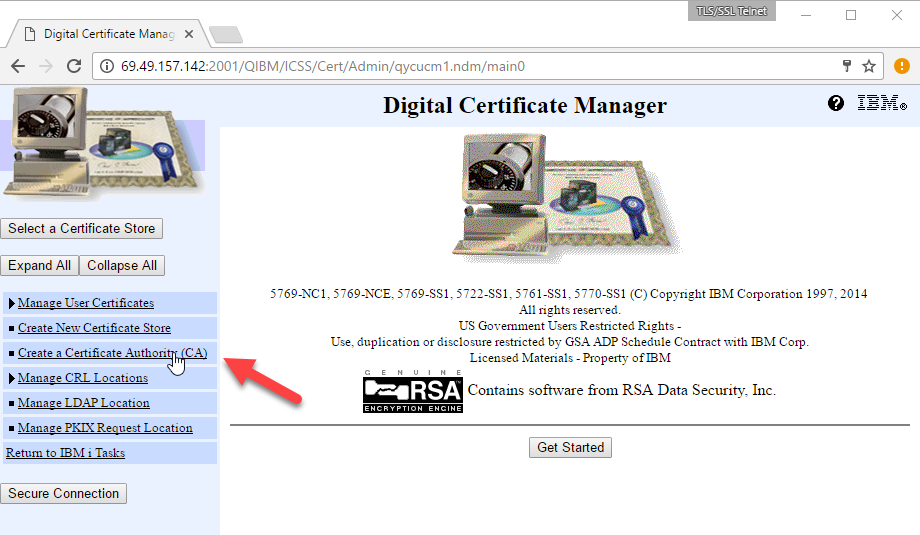 TLS/SSL Telnet
Digital Certificate Manag
69.49.157.142:2001/QIBM/ICSS/Cert/Admin/qycucm1.ndm/main0
Digital Certificate Manager
IBM
Select a Certificate Store
Expand All Collapse All
Manage User Certificates
Create New Certificate Store
Create a Certificate Authority (CA)
Manage CRL Locations
Manage LDAP Location
Manage PKIX Request Location
Return to IBM i Tasks
Secure Connection
5769-NC1, 5769-NCE, 5769-SS1, 5722-SS1, 5761-SS1, 5770-SS1 (C) Copyright IBM Corporation 1997, 2014
All rights reserved.
US Government Users Restricted Rights -
Use, duplication or disclosure restricted by GSA ADP Schedule Contract with IBM Corp.
Licensed Materials - Property of IBM
GENUINE
RSA
ENCRYPTION ENGINE
Contains software from RSA Data Security, Inc.
Get Started